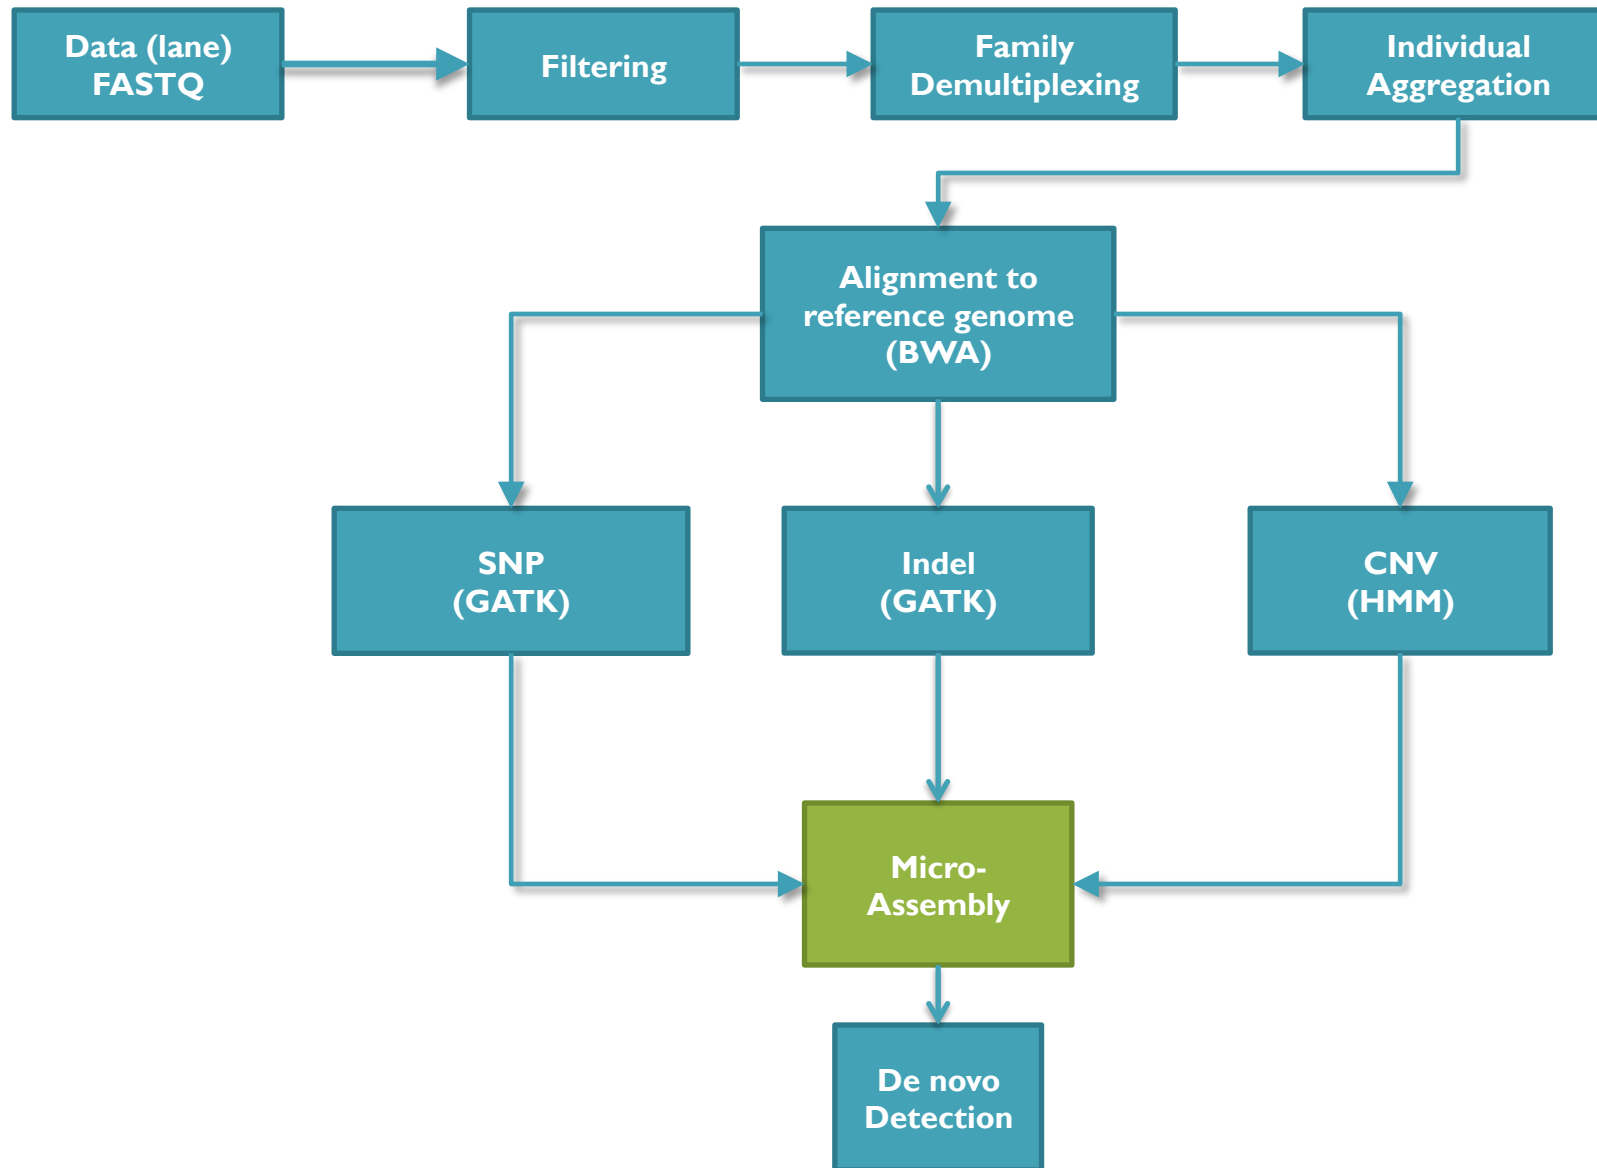 Data (lane)
FASTQ
Filtering
Family
Demultiplexing
Individual
Aggregation
Alignment to
reference genome
(BWA)
SNP
(GATK)
Indel
(GATK)
CNV
(HMM)
Micro-
Assembly
De novo
Detection